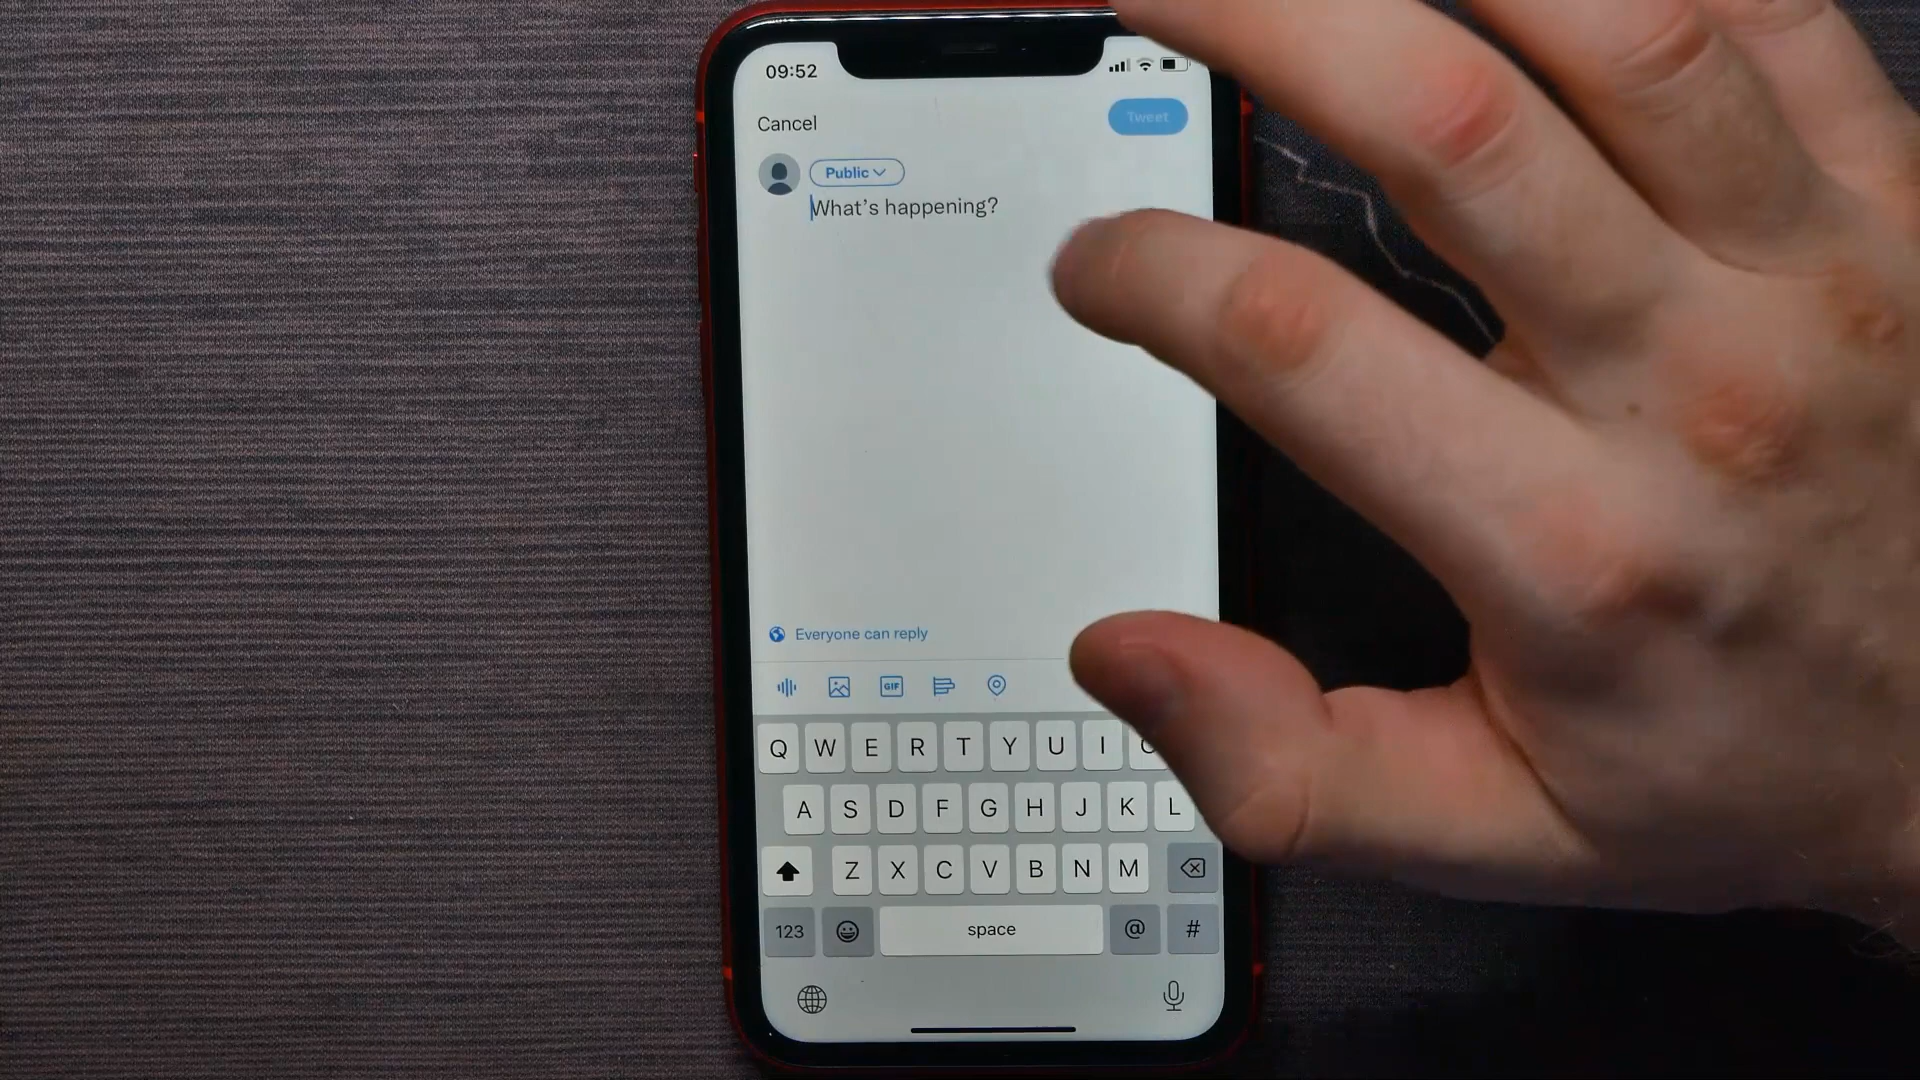 09:52
Cancel
Tweet
Public
What's happening?
Everyone can reply
GIF
Q W E R T Y U I
A S D F G H J K L
Z X C V B N M
123 space @ #